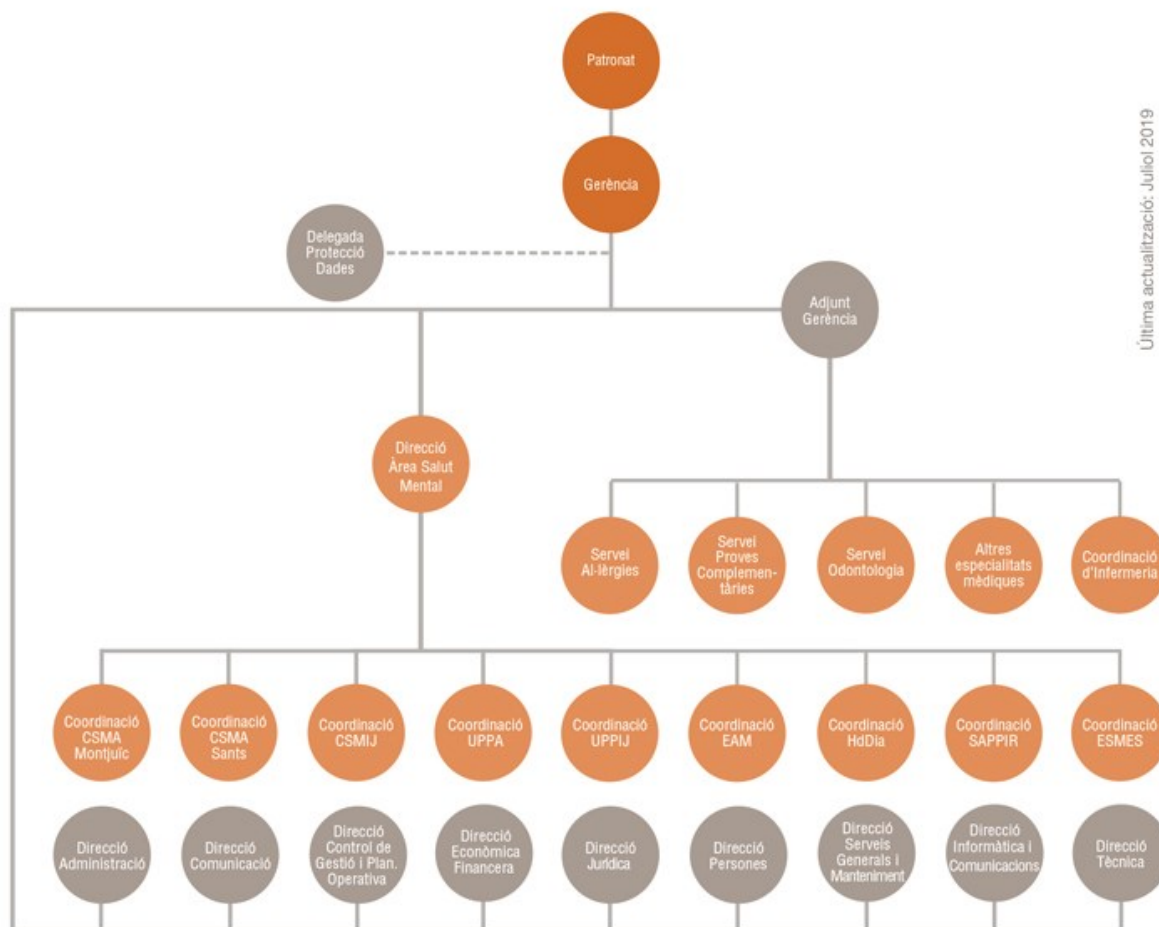 Patronat
Gerència
Última actualització: Juliol 2019
Delegada
Protecció
Dades
Adjunt
Gerència
Direcció
Àrea Salut
Mental
Servei
Al·lèrgies
Servei
Proves
Complemen-
tàries
Servei
Odontologia
Altres
especialitats
mèdiques
Coordinació
d'Infermeria
Coordinació
CSMA
Montjuïc
Coordinació
CSMA
Sants
Coordinació
CSMIJ
Coordinació
UPPA
Coordinació
UPPIJ
Coordinació
EAM
Coordinació
HdDia
Coordinació
SAPPIR
Coordinació
ESMES
Direcció
Administració
Direcció
Comunicació
Direcció
Control de
Gestió i Plan.
Operativa
Direcció
Econòmica
Financera
Direcció
Jurídica
Direcció
Persones
Direcció
Serveis
Generals i
Manteniment
Direcció
Informàtica i
Comunicacions
Direcció
Tècnica